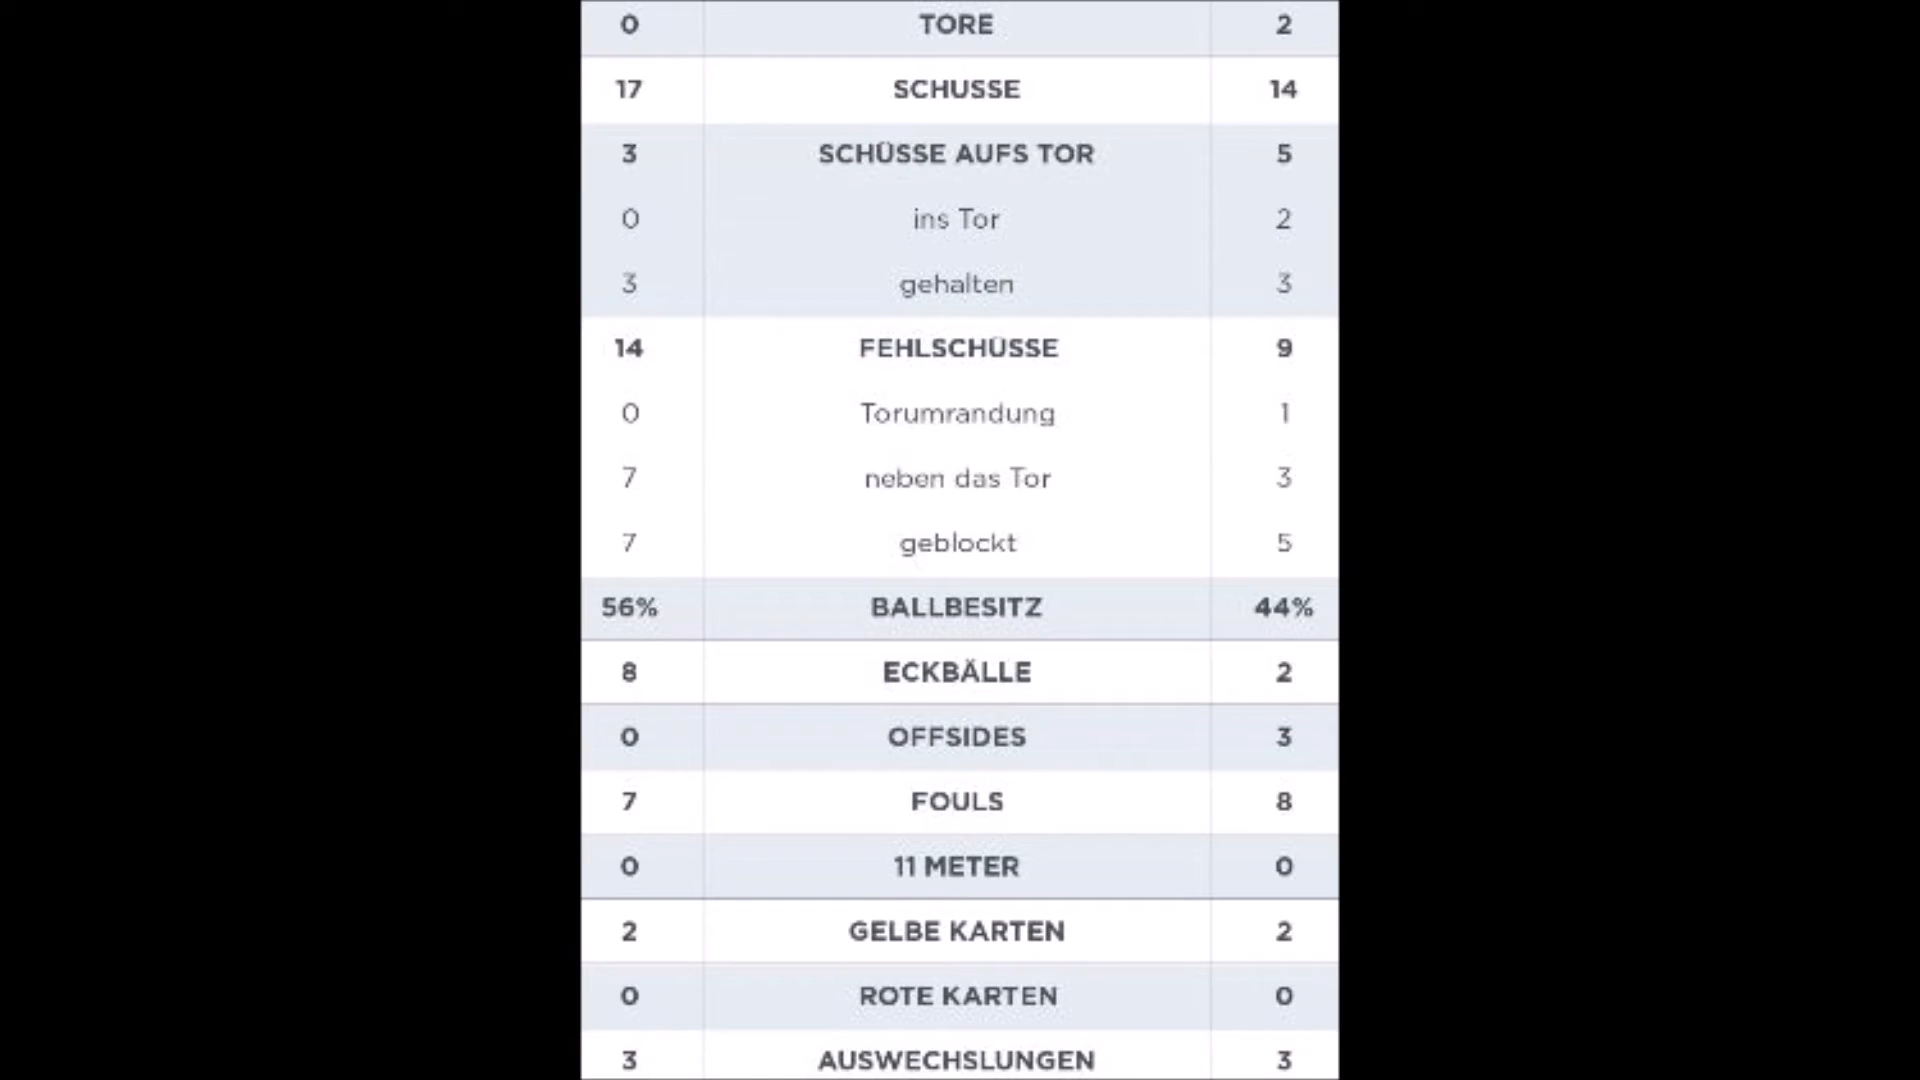 0 TORE 2
17 SCHUSSE 14
3 SCHÜSSE AUFS TOR 5
0 ins Tor 2
3 gehalten 3
14 FEHLSCHÜSSE 9
0 Torumrandung 1
7 neben das Tor 3
7 geblockt 5
56% BALLBESITZ 44%
8 ECKBÄLLE 2
0 OFFSIDES 3
7 FOULS 8
0 11 METER 0
2 GELBE KARTEN 2
0 ROTE KARTEN 0
3 AUSWECHSLUNGEN 3